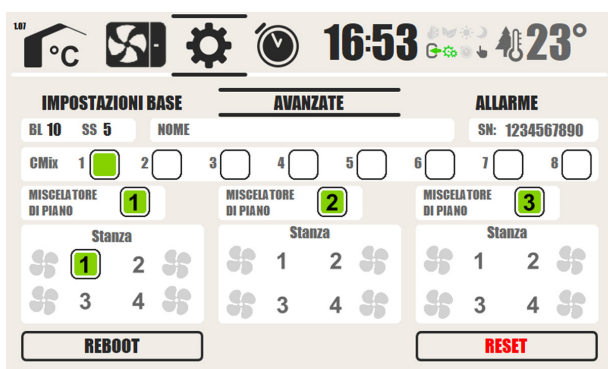 1.07
°C
16:53
23°
IMPOSTAZIONI BASE AVANZATE ALLARME
BL 10 SS 5 NOME SN: 1234567890
CMix 1 2 3 4 5 6 7 8
MISCELATORE DI PIANO 1
MISCELATORE DI PIANO 2
MISCELATORE DI PIANO 3
Stanza Stanza Stanza
1 2 1 2 1 2
3 4 3 4 3 4
REBOOT RESET